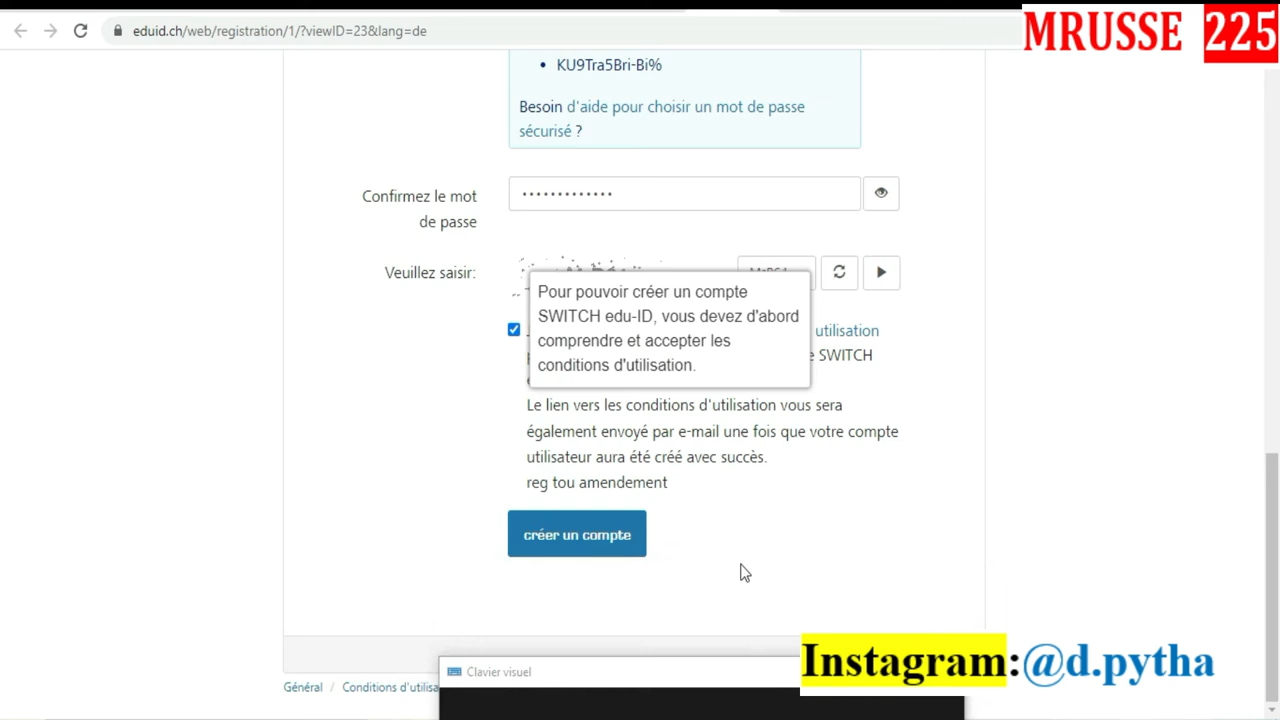 eduid.ch/web/registration/1/?viewID=23&lang=de
MRUSSE 225
• KU9Tra5Bri-Bi%
Besoin d'aide pour choisir un mot de passe
sécurisé ?
Confirmez le mot
de passe
Veuillez saisir:
Pour pouvoir créer un compte
SWITCH edu-ID, vous devez d'abord
comprendre et accepter les
conditions d'utilisation.
utilisation
SWITCH
Le lien vers les conditions d'utilisation vous sera
également envoyé par e-mail une fois que votre compte
utilisateur aura été créé avec succès.
reg tou amendement
créer un compte
Instagram:@d.pytha
Clavier visuel
Général / Conditions d'utilisa